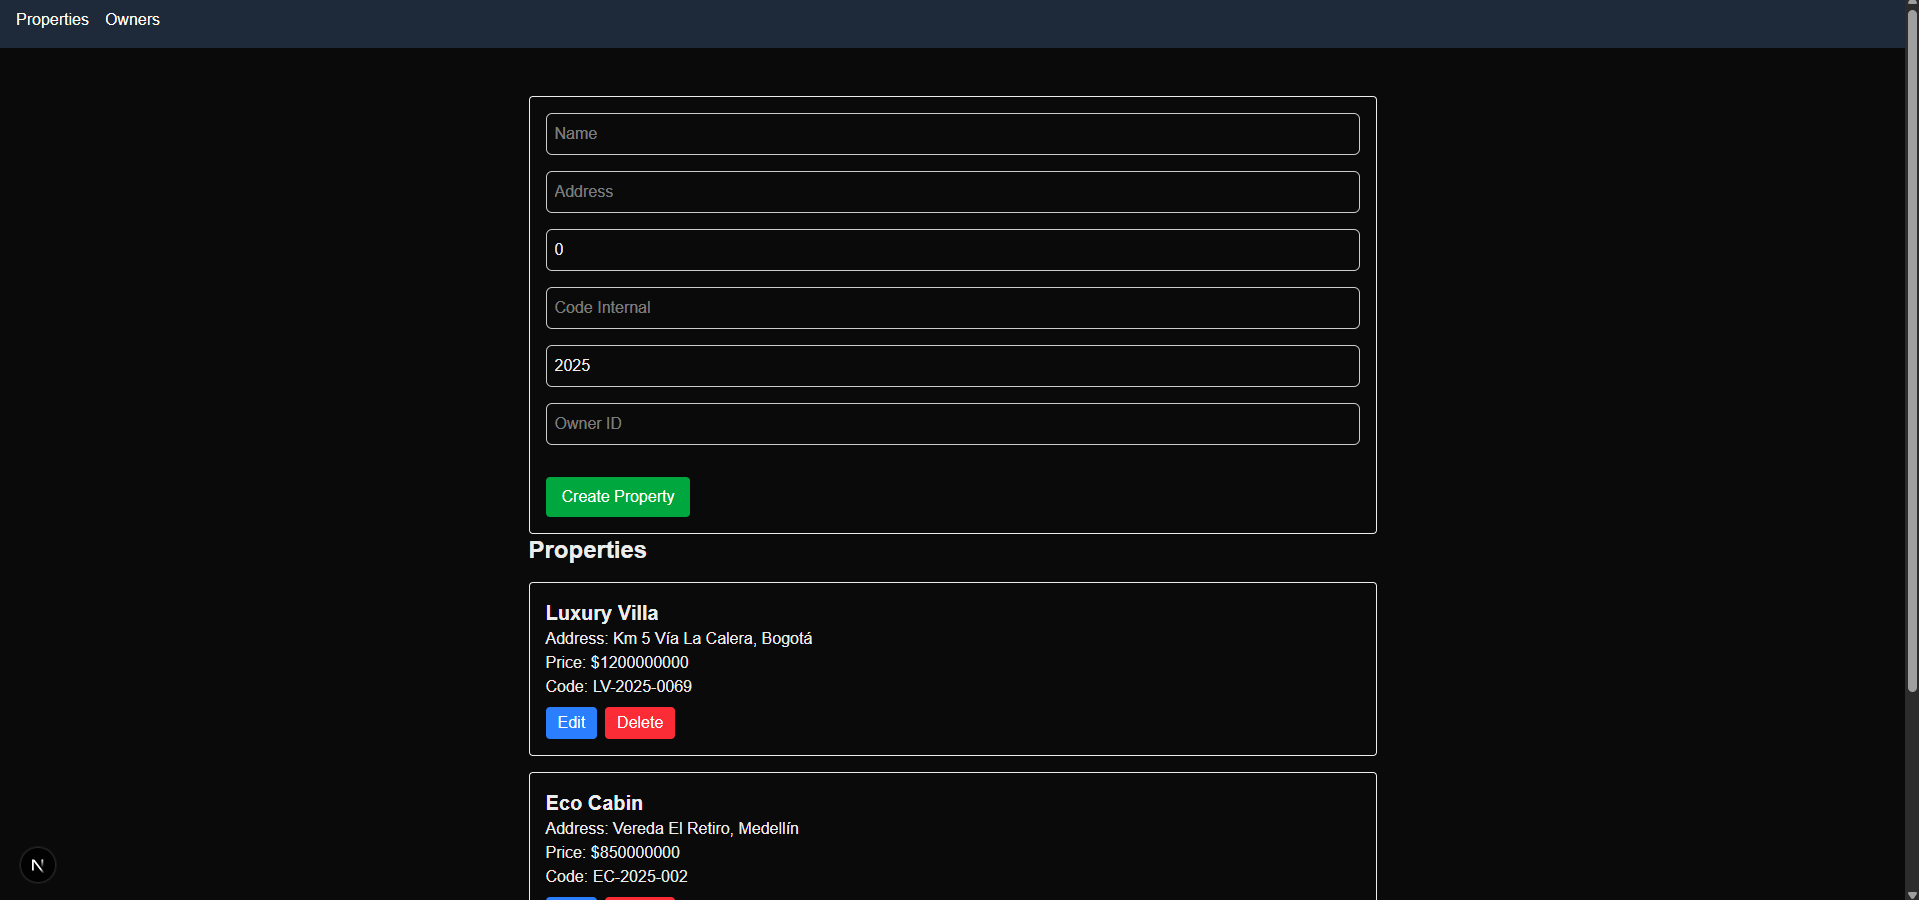 Properties Owners
Name
Address
0
Code Internal
2025
Owner ID
Create Property
Properties
Luxury Villa
Address: Km 5 Vía La Calera, Bogotá
Price: $1200000000
Code: LV-2025-0069
Edit Delete
Eco Cabin
Address: Vereda El Retiro, Medellín
Price: $850000000
Code: EC-2025-002
N